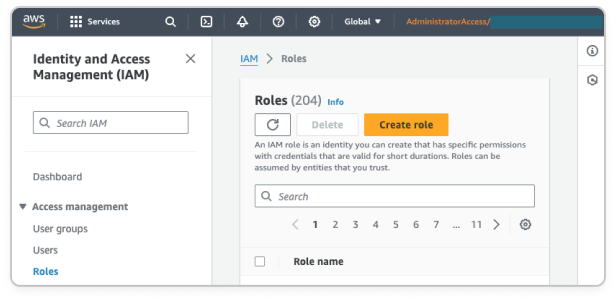 aws Services Global ▼ AdministratorAccess/
Identity and Access
Management (IAM)
Search IAM
Dashboard
Access management
User groups
Users
Roles
IAM > Roles
Roles (204) Info
Delete Create role
An IAM role is an identity you can create that has specific permissions
with credentials that are valid for short durations. Roles can be
assumed by entities that you trust.
Search
< 1 2 3 4 5 6 7 ... 11 >
Role name